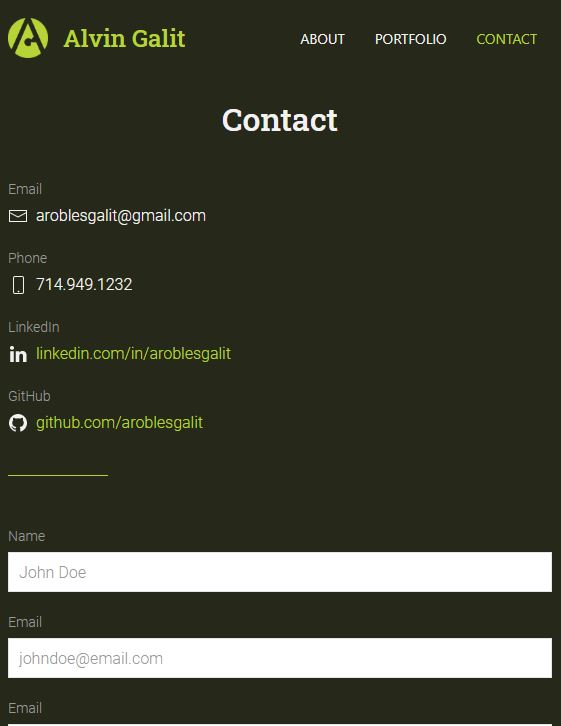 Alvin Galit
ABOUT PORTFOLIO CONTACT
Contact
Email
aroblesgalit@gmail.com
Phone
714.949.1232
LinkedIn
linkedin.com/in/aroblesgalit
GitHub
github.com/aroblesgalit
Name
John Doe
Email
johndoe@email.com
Email